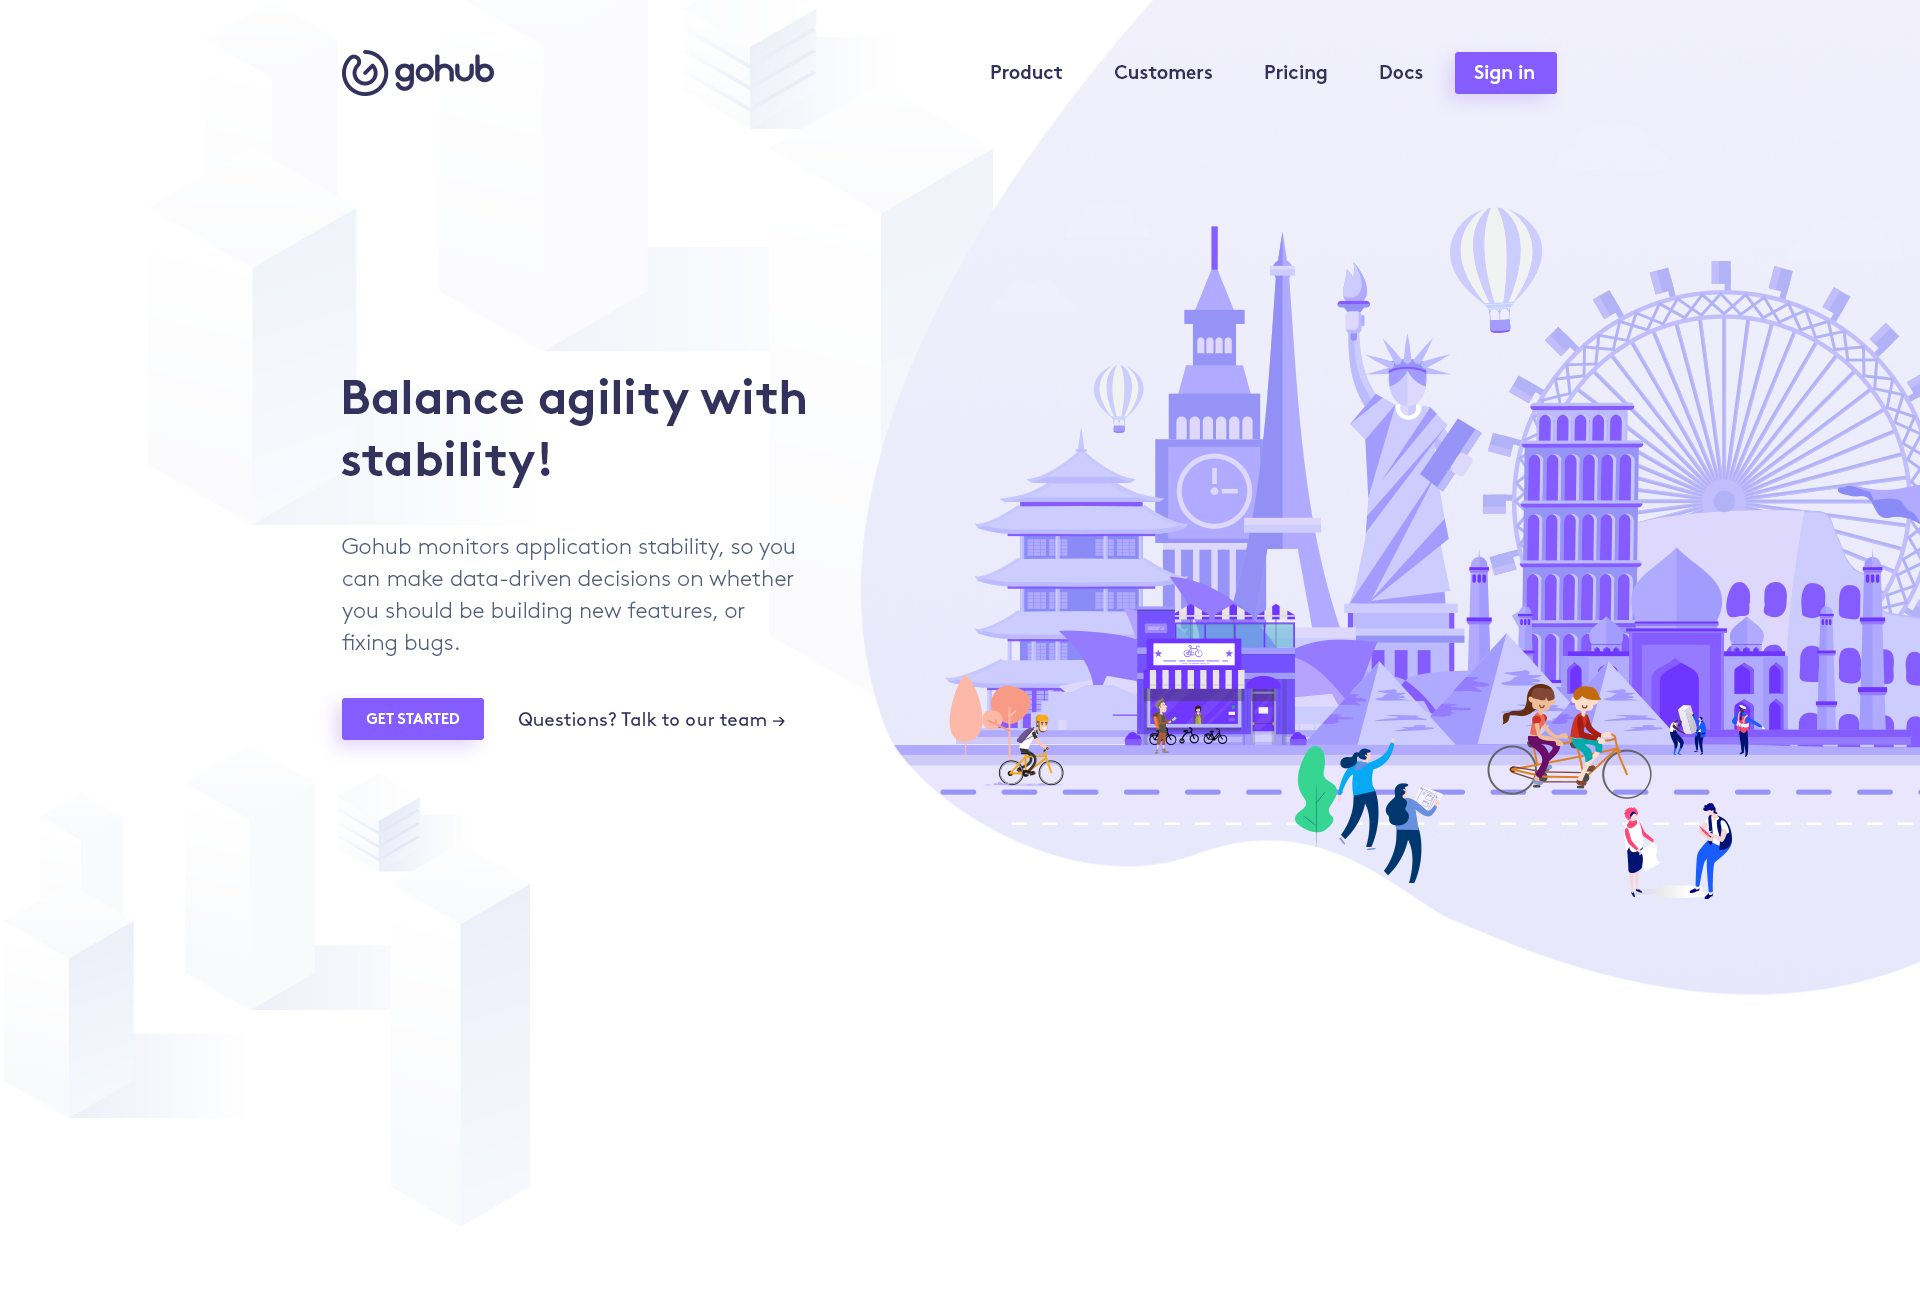 gohub
Product Customers Pricing Docs Sign in
Balance agility with
stability!
Gohub monitors application stability, so you
can make data-driven decisions on whether
you should be building new features, or
fixing bugs.
GET STARTED Questions? Talk to our team →